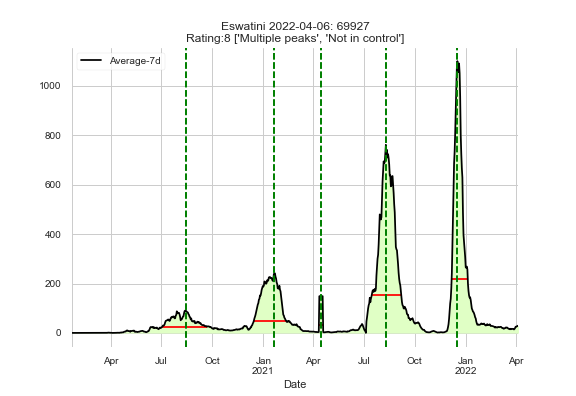 Eswatini 2022-04-06: 69927
Rating:8 ['Multiple peaks', 'Not in control']
Average-7d
1000
800
600
400
200
0
Apr Jul Oct Jan Apr Jul Oct Jan Apr
2021 2022
Date